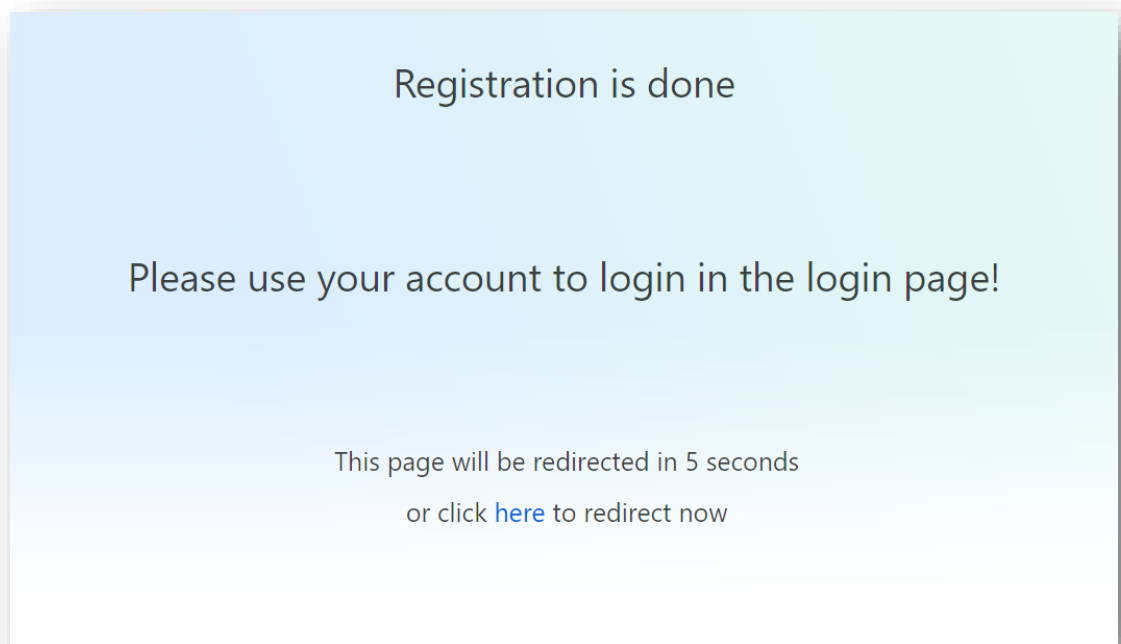 Registration is done
Please use your account to login in the login page!
This page will be redirected in 5 seconds
or click here to redirect now